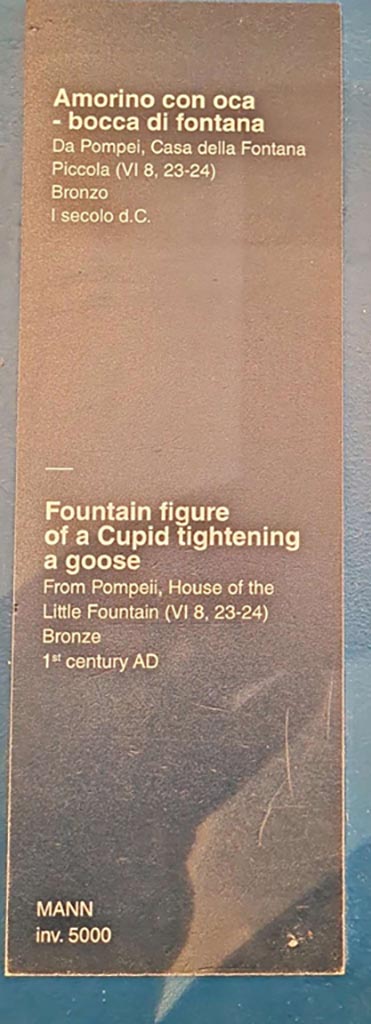 Amorino con oca
- bocca di fontana
Da Pompei, Casa della Fontana
Piccola (VI 8, 23-24)
Bronzo
I secolo d.C.
Fountain figure
of a Cupid tightening
a goose
From Pompeii, House of the
Little Fountain (VI 8, 23-24)
Bronze
1st century AD
MANN
inv. 5000